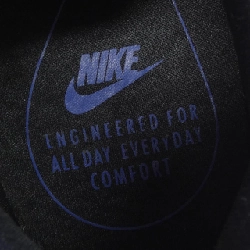 NIKE
ENGINEERED FOR
ALL DAY EVERYDAY
COMFORT